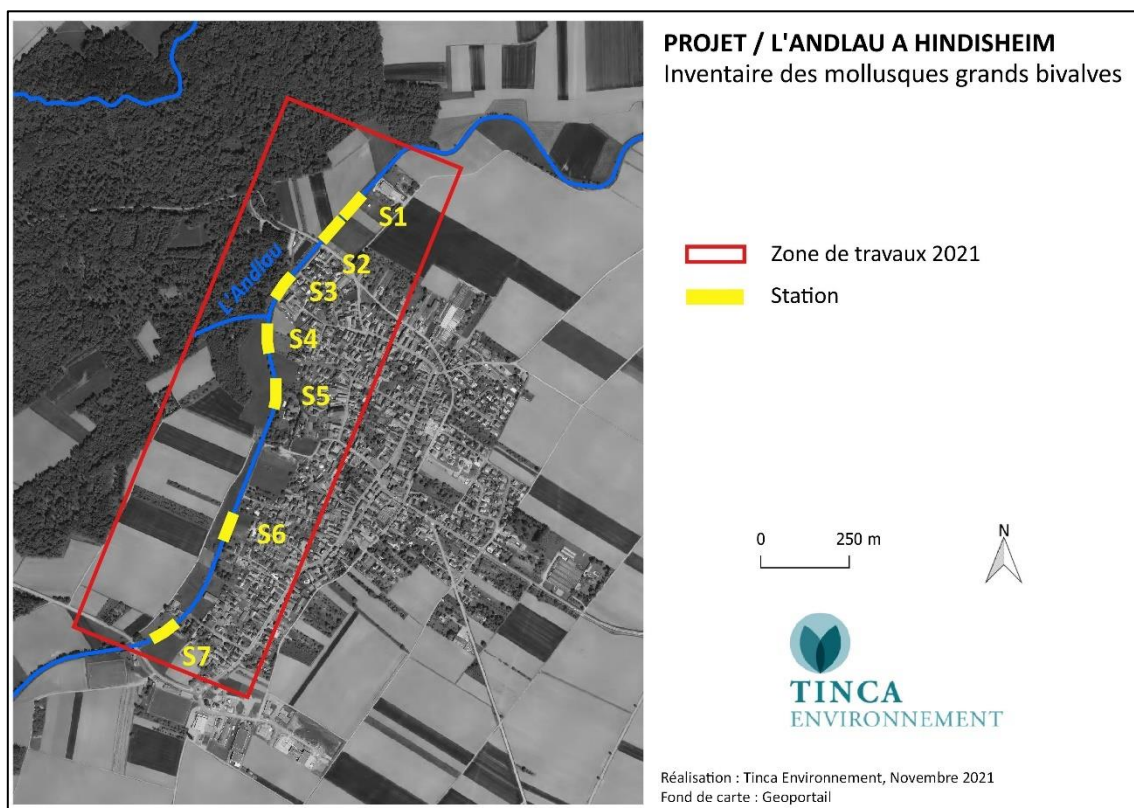 PROJET / L'ANDLAU A HINDISHEIM
Inventaire des mollusques grands bivalves
Zone de travaux 2021
Station
S1
S2
S3
L'Andlau
S4
S5
S6
S7
0 250 m
N
TINCA
ENVIRONNEMENT
Réalisation : Tinca Environnement, Novembre 2021
Fond de carte : Geoportail